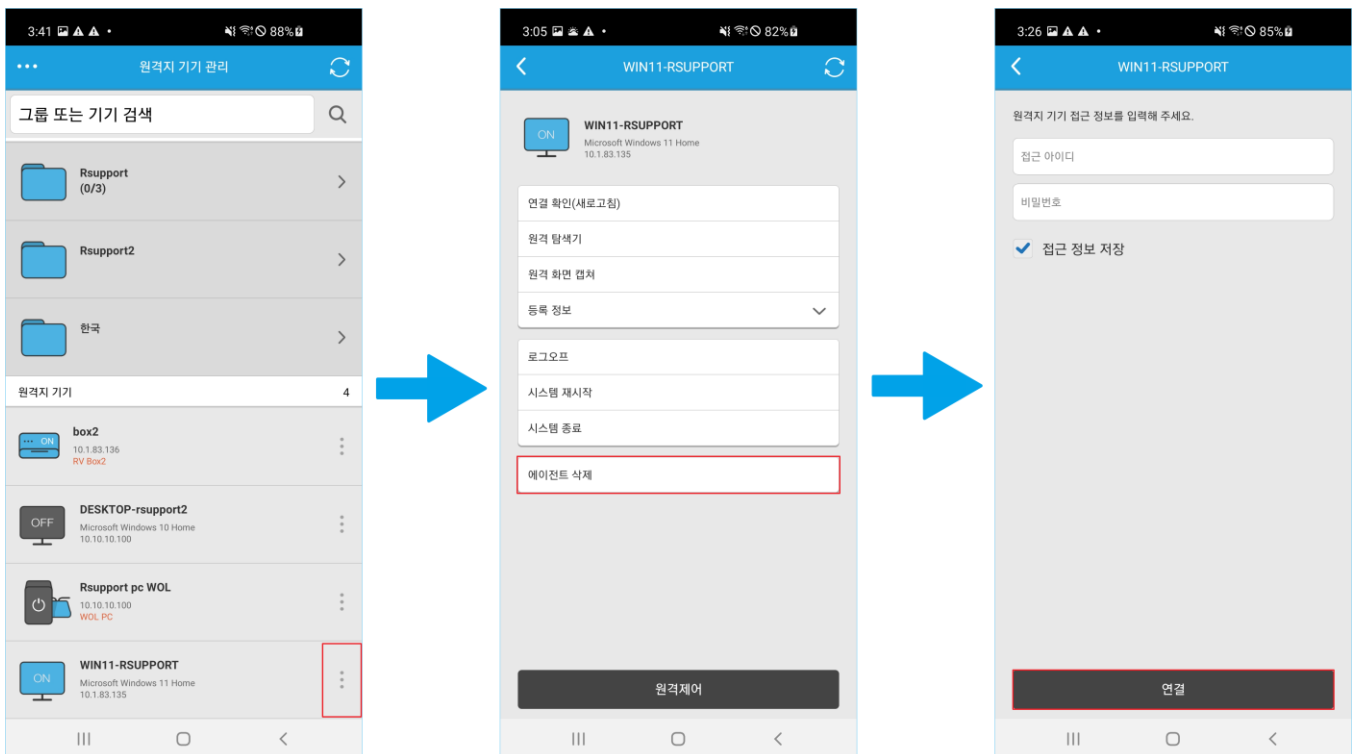 3:41
88%
원격지 기기 관리
그룹 또는 기기 검색
Rsupport
(0/3)
Rsupport2
한국
원격지 기기 4
ON
box2
10.1.83.136
RV Box2
OFF
DESKTOP-rsupport2
Microsoft Windows 10 Home
10.10.10.100
Rsupport pc WOL
10.10.10.100
WOL PC
ON
WIN11-RSUPPORT
Microsoft Windows 11 Home
10.1.83.135
3:05
82%
WIN11-RSUPPORT
ON
WIN11-RSUPPORT
Microsoft Windows 11 Home
10.1.83.135
연결 확인(새로고침)
원격 탐색기
원격 화면 캡쳐
등록 정보
로그오프
시스템 재시작
시스템 종료
에이전트 삭제
원격제어
3:26
85%
WIN11-RSUPPORT
원격지 기기 접근 정보를 입력해 주세요.
접근 아이디
비밀번호
접근 정보 저장
연결